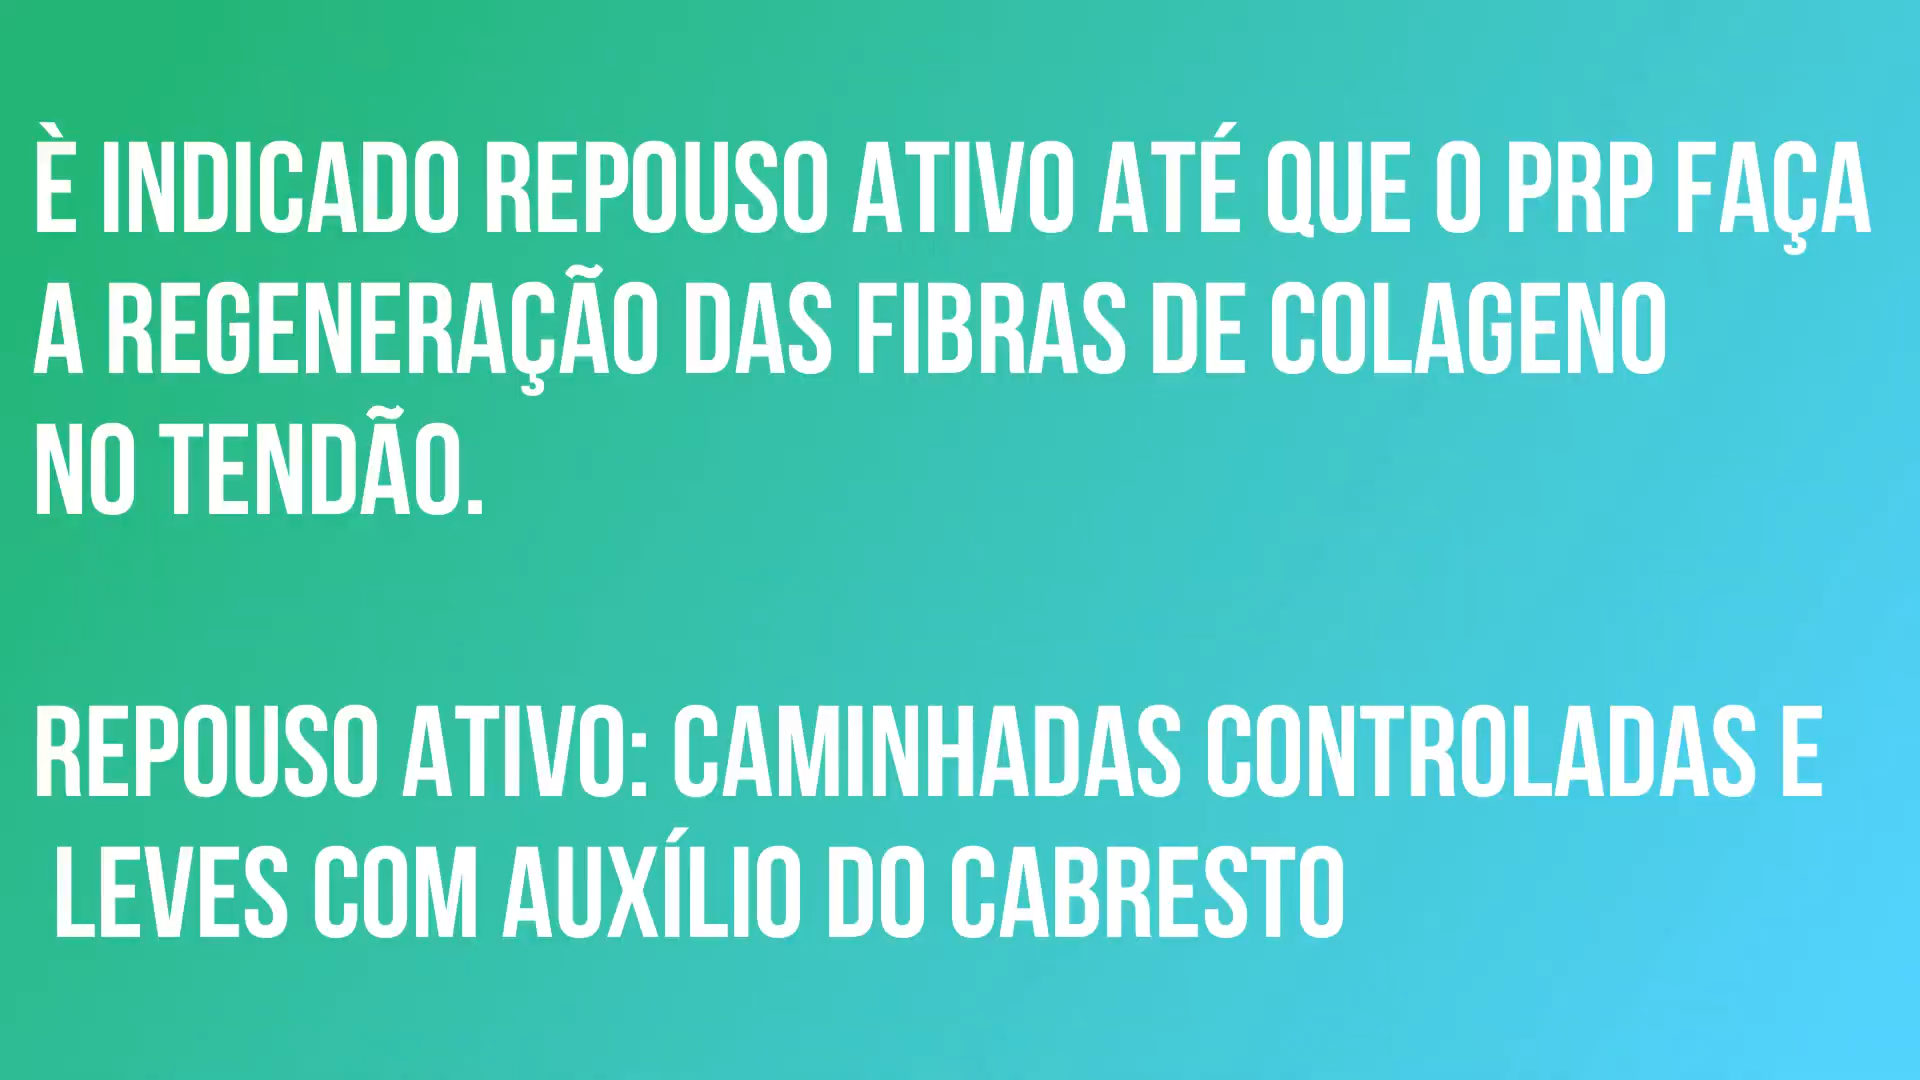 È INDICADO REPOUSO ATIVO ATÉ QUE O PRP FAÇA
A REGENERAÇÃO DAS FIBRAS DE COLAGENO
NO TENDÃO.
REPOUSO ATIVO: CAMINHADAS CONTROLADAS E
LEVES COM AUXÍLIO DO CABRESTO